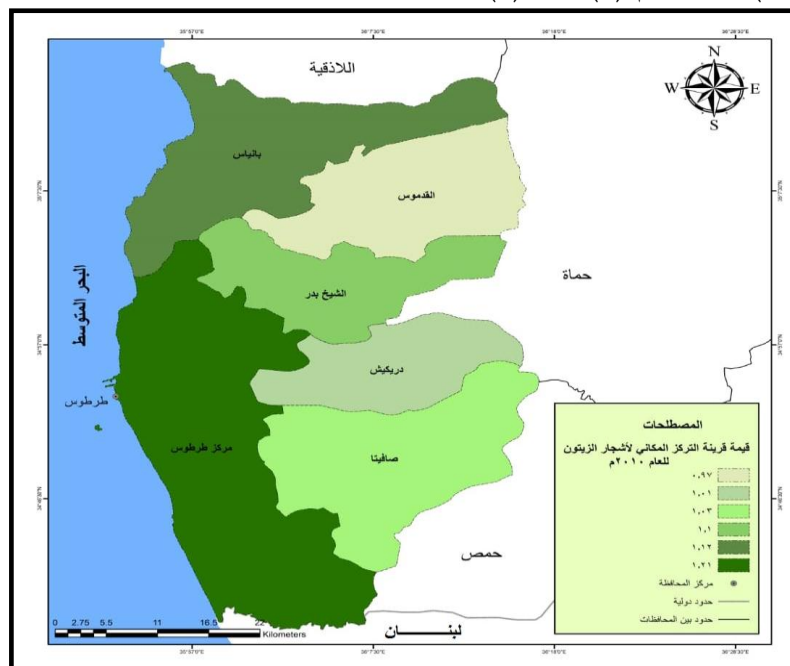 اللاذقية
بانياس
القدموس
حماة
الشيخ بدر
البحر المتوسط
دريكيش
طرطوس
مركز طرطوس
صافيتا
حمص
لبنــــــان
N
W
E
S
المصطلحات
قيمة قرينة التركز المكاني لأشجار الزيتون
للعام ٢٠١٠م
٠,٩٧
١,٠١
١,٠٣
١,١
١,١٢
١,٢١
مركز المحافظة
حدود دولية
حدود بين المحافظات
0 2.75 5.5 11 16.5 22
Kilometers